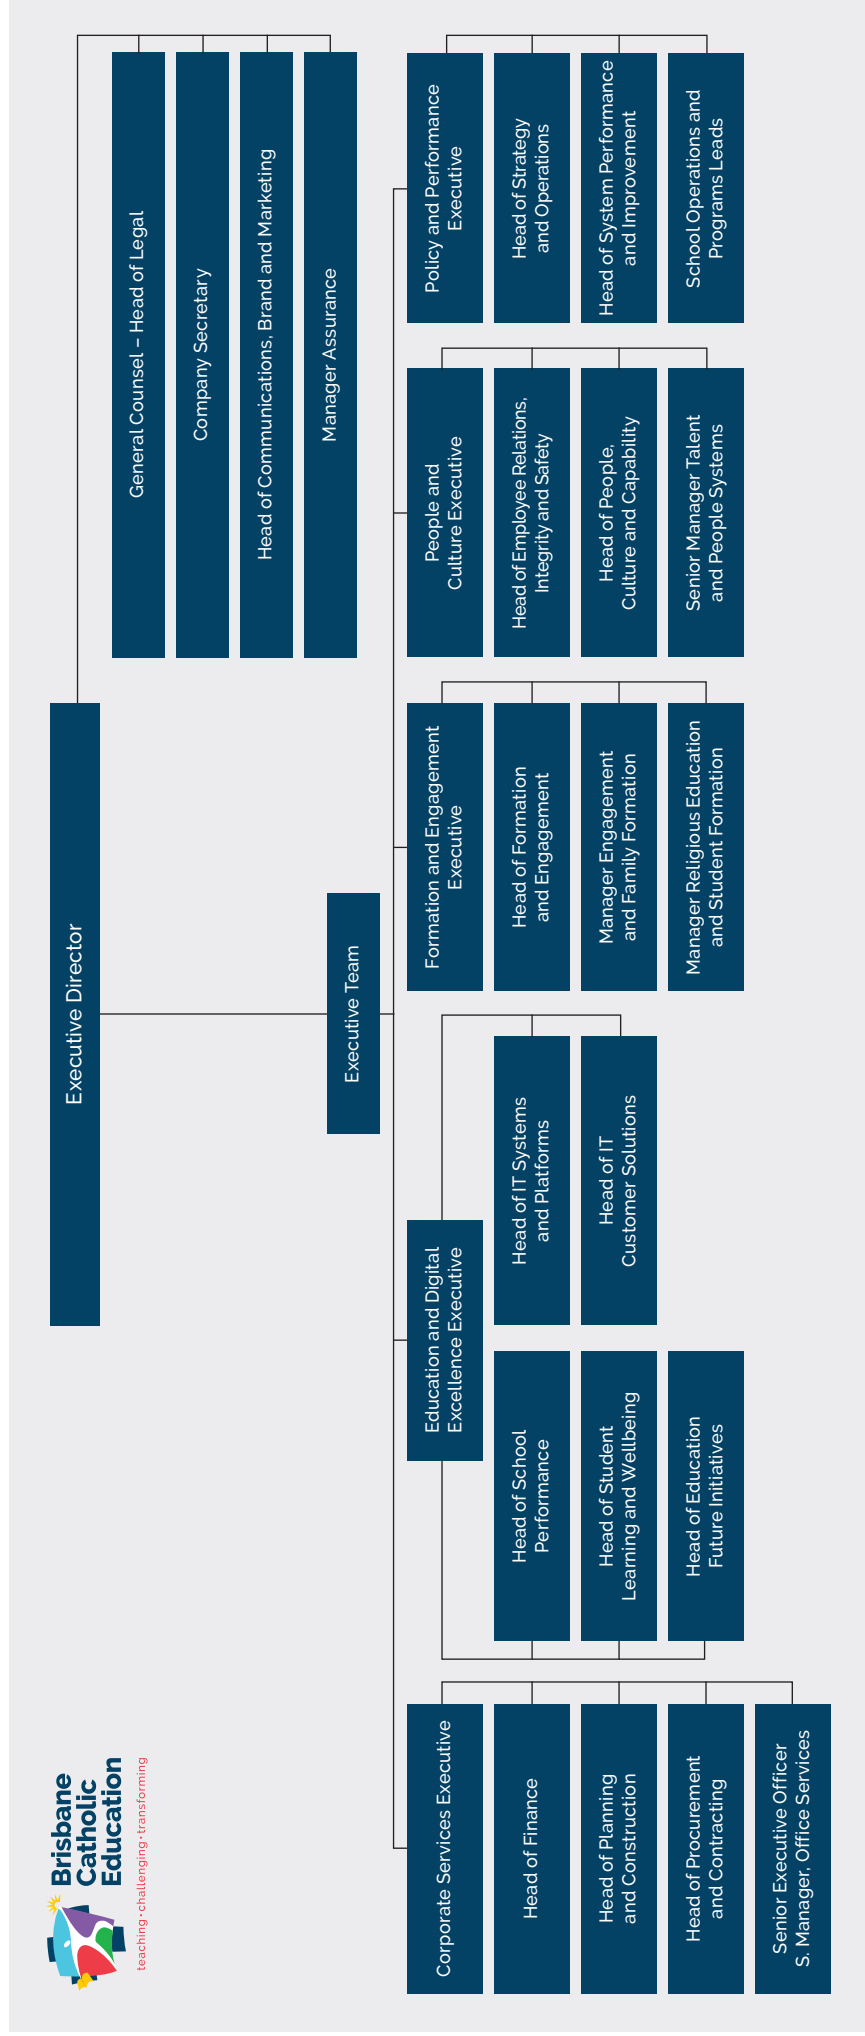 Brisbane
Catholic
Education
teaching • challenging • transforming
Executive Director
General Counsel – Head of Legal
Company Secretary
Head of Communications, Brand and Marketing
Manager Assurance
Executive Team
Corporate Services Executive
Head of Finance
Head of Planning
and Construction
Head of Procurement
and Contracting
Senior Executive Officer
S. Manager, Office Services
Education and Digital
Excellence Executive
Head of School
Performance
Head of Student
Learning and Wellbeing
Head of Education
Future Initiatives
Head of IT Systems
and Platforms
Head of IT
Customer Solutions
Formation and Engagement
Executive
Head of Formation
and Engagement
Manager Engagement
and Family Formation
Manager Religious Education
and Student Formation
People and
Culture Executive
Head of Employee Relations,
Integrity and Safety
Head of People,
Culture and Capability
Senior Manager Talent
and People Systems
Policy and Performance
Executive
Head of Strategy
and Operations
Head of System Performance
and Improvement
School Operations and
Programs Leads